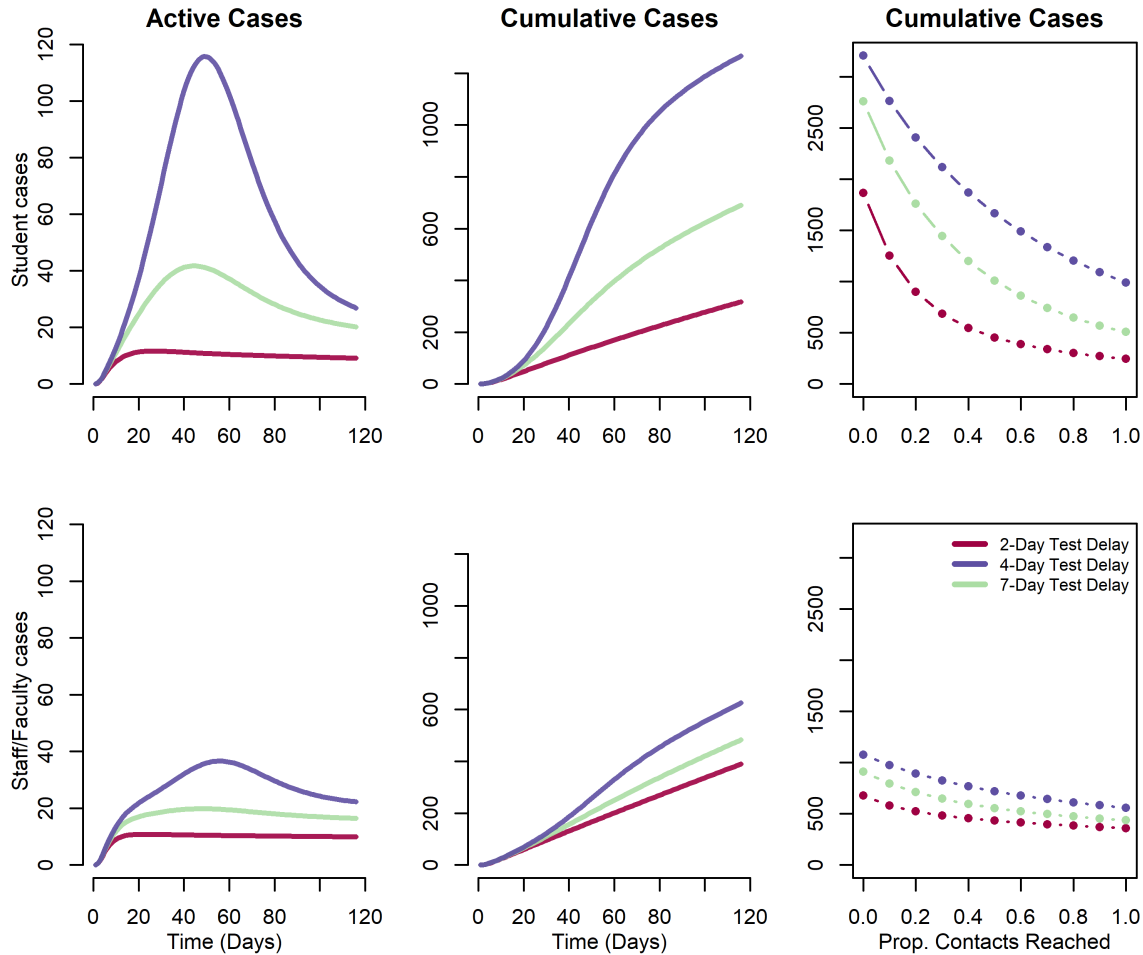 Active Cases
Cumulative Cases
Cumulative Cases
Student cases
0 20 40 60 80 100 120
0 20 40 60 80 120
0 200 600 1000
0 20 40 60 80 120
0 500 1500 2500
0.0 0.2 0.4 0.6 0.8 1.0
Staff/Faculty cases
0 20 40 60 80 100 120
0 20 40 60 80 120
Time (Days)
0 200 600 1000
0 20 40 60 80 120
Time (Days)
0 500 1500 2500
2-Day Test Delay
4-Day Test Delay
7-Day Test Delay
0.0 0.2 0.4 0.6 0.8 1.0
Prop. Contacts Reached